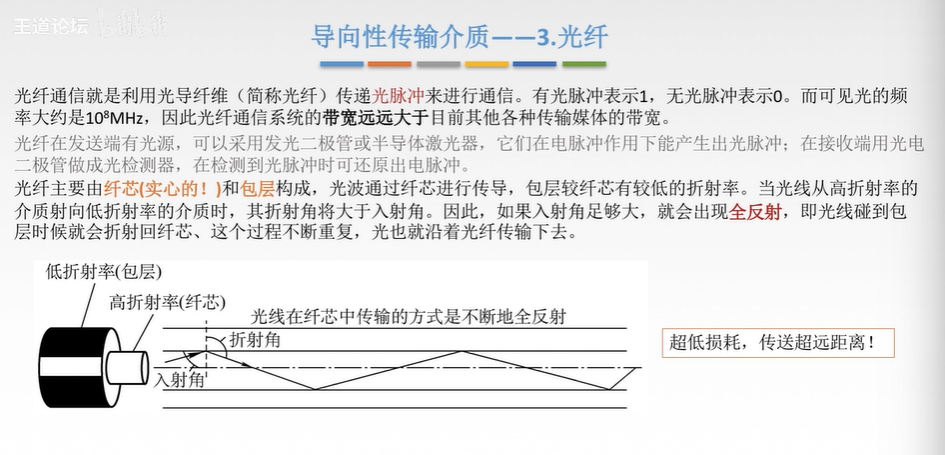 王道论坛
导向性传输介质——3.光纤
光纤通信就是利用光导纤维（简称光纤）传递光脉冲来进行通信。有光脉冲表示1，无光脉冲表示0。而可见光的频
率大约是10⁸MHz，因此光纤通信系统的带宽远远大于目前其他各种传输媒体的带宽。
光纤在发送端有光源，可以采用发光二极管或半导体激光器，它们在电脉冲作用下能产生出光脉冲；在接收端用光电
二极管做成光检测器，在检测到光脉冲时可还原出电脉冲。
光纤主要由纤芯(实心的！)和包层构成，光波通过纤芯进行传导，包层较纤芯有较低的折射率。当光线从高折射率的
介质射向低折射率的介质时，其折射角将大于入射角。因此，如果入射角足够大，就会出现全反射，即光线碰到包
层时候就会折射回纤芯、这个过程不断重复，光也就沿着光纤传输下去。
低折射率(包层)
高折射率(纤芯)
光线在纤芯中传输的方式是不断地全反射
折射角
入射角
超低损耗，传送超远距离！